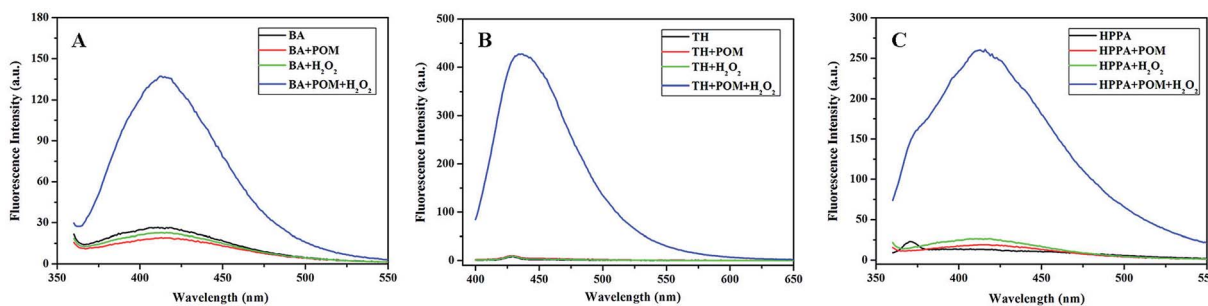 A
BA
BA+POM
BA+H₂O₂
BA+POM+H₂O₂
180
150
120
90
60
30
0
350
400
450
500
550
Fluorescence Intensity (a.u.)
Wavelength (nm)
B
TH
TH+POM
TH+H₂O₂
TH+POM+H₂O₂
500
400
300
200
100
0
400
450
500
550
600
650
Fluorescence Intensity (a.u.)
Wavelength (nm)
C
HPPA
HPPA+POM
HPPA+H₂O₂
HPPA+POM+H₂O₂
300
250
200
150
100
50
0
350
400
450
500
550
Fluorescence Intensity (a.u.)
Wavelength (nm)